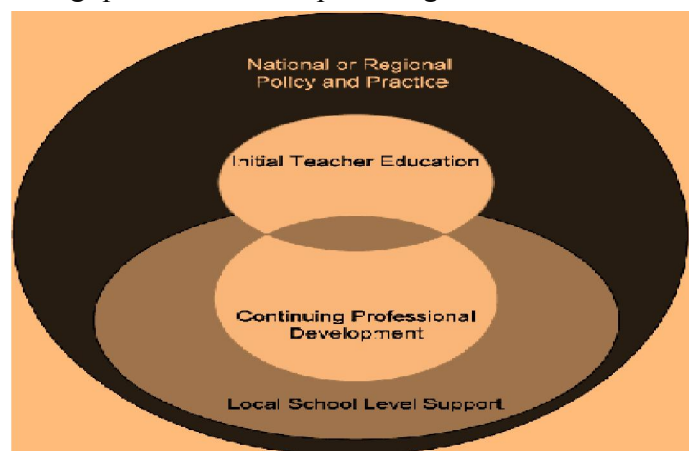 National or Regional
Policy and Practice
Initial Teacher Education
Continuing Professional
Development
Local School Level Support